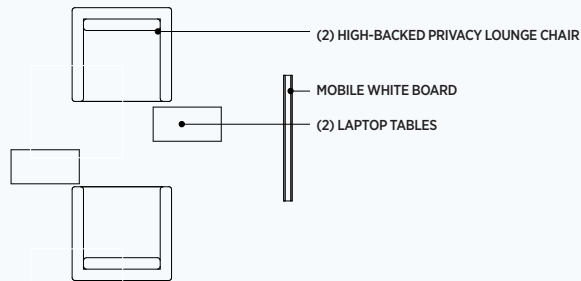 (2) HIGH-BACKED PRIVACY LOUNGE CHAIR
MOBILE WHITE BOARD
(2) LAPTOP TABLES